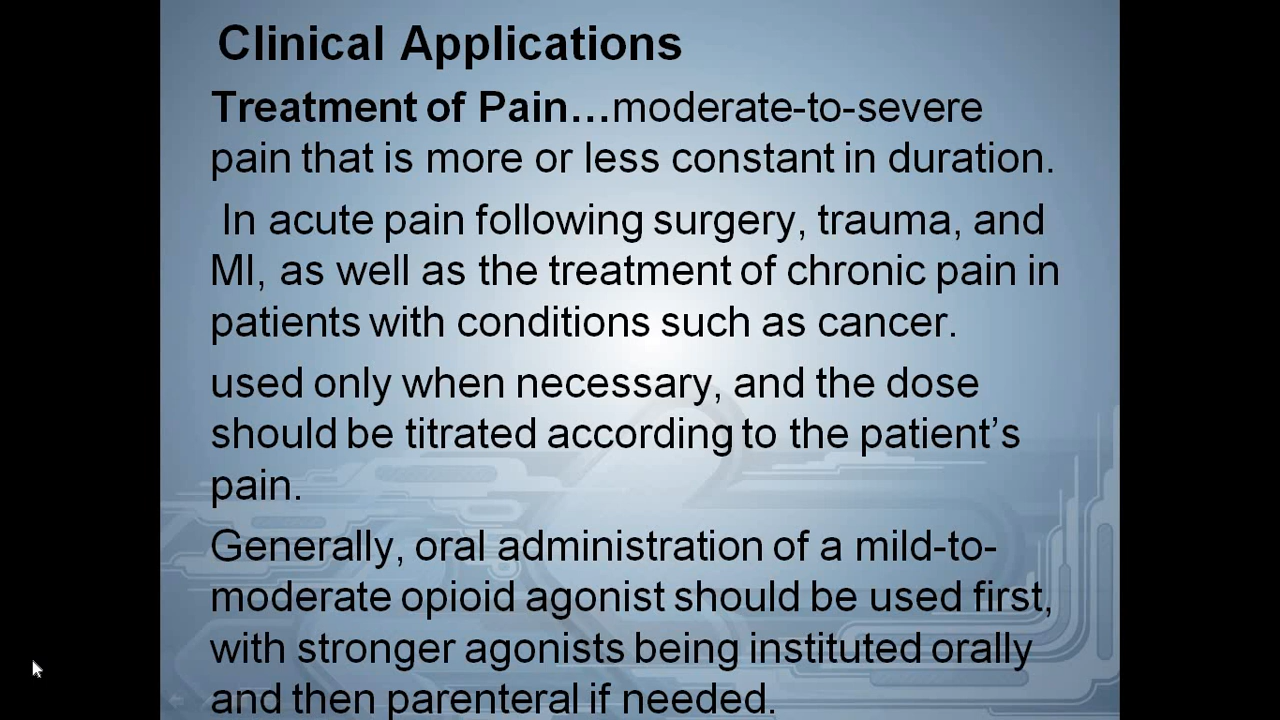 Clinical Applications
Treatment of Pain…moderate-to-severe
pain that is more or less constant in duration.
In acute pain following surgery, trauma, and
MI, as well as the treatment of chronic pain in
patients with conditions such as cancer.
used only when necessary, and the dose
should be titrated according to the patient’s
pain.
Generally, oral administration of a mild-to-
moderate opioid agonist should be used first,
with stronger agonists being instituted orally
and then parenteral if needed.